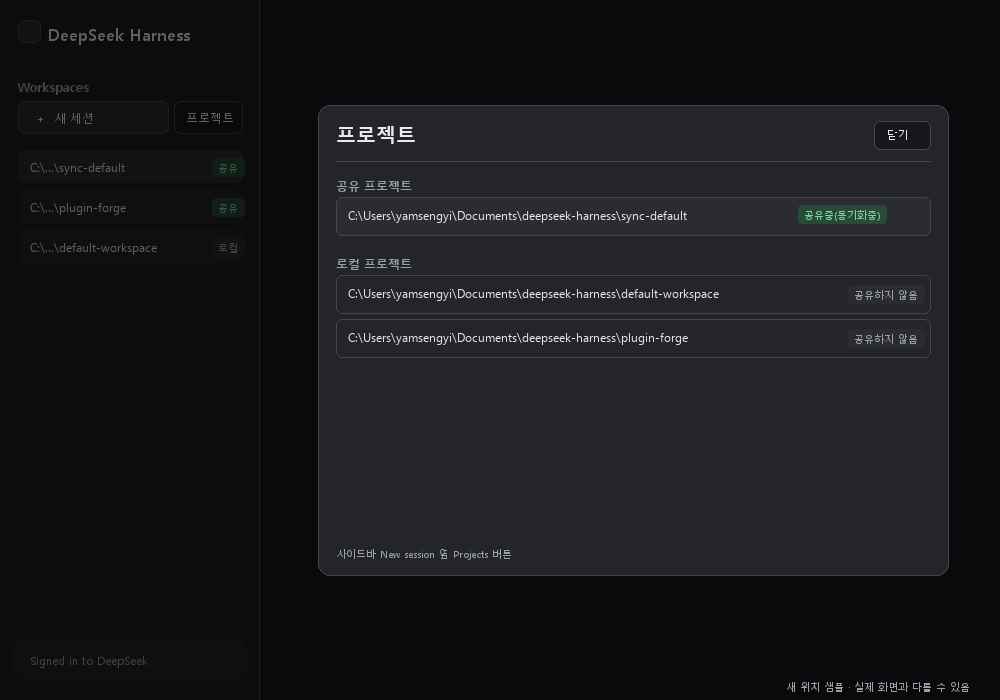 DeepSeek Harness
Workspaces
+ 새 세션
프로젝트
C:\...\sync-default 공유
C:\...\plugin-forge 공유
C:\...\default-workspace 로컬
Signed in to DeepSeek
프로젝트
닫기
공유 프로젝트
C:\Users\yamsengyi\Documents\deepseek-harness\sync-default 공유중(동기화중)
로컬 프로젝트
C:\Users\yamsengyi\Documents\deepseek-harness\default-workspace 공유하지 않음
C:\Users\yamsengyi\Documents\deepseek-harness\plugin-forge 공유하지 않음
사이드바 New session 옆 Projects 버튼
새 위치 샘플 · 실제 화면과 다를 수 있음